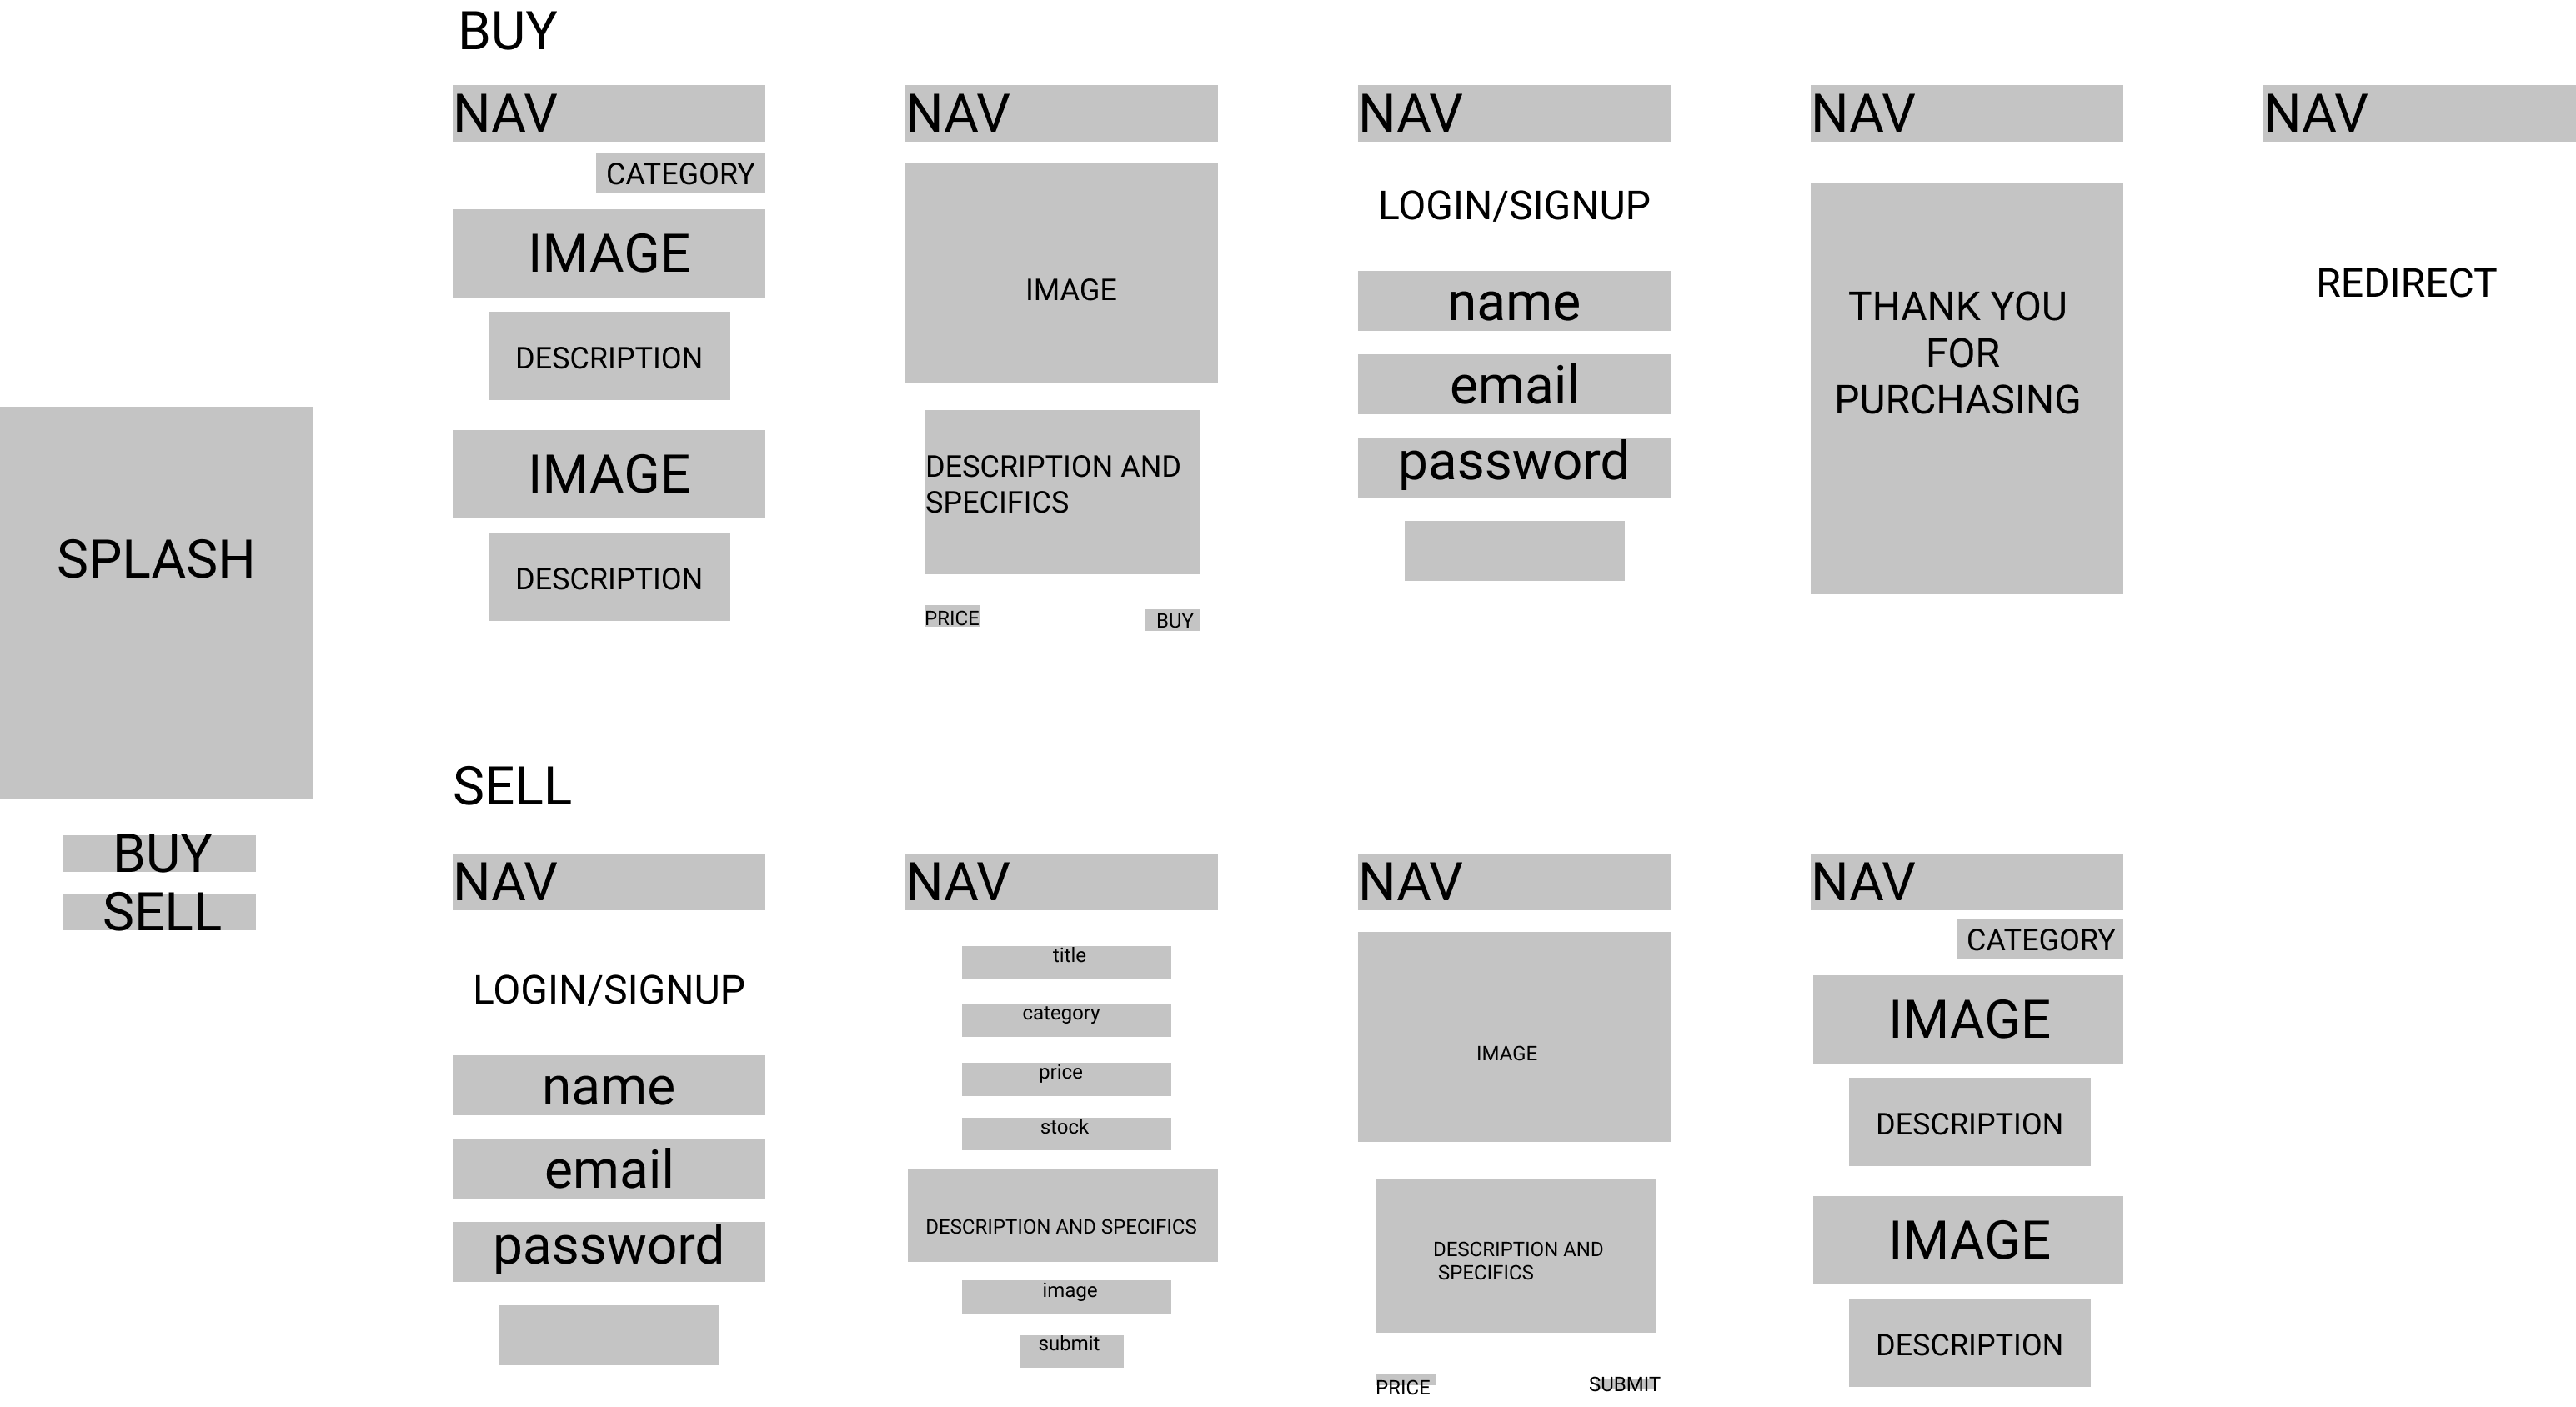 SPLASH
BUY
SELL
BUY
NAV
CATEGORY
IMAGE
DESCRIPTION
IMAGE
DESCRIPTION
NAV
IMAGE
DESCRIPTION AND
SPECIFICS
PRICE
BUY
NAV
LOGIN/SIGNUP
name
email
password
NAV
THANK YOU
FOR
PURCHASING
NAV
REDIRECT
SELL
NAV
LOGIN/SIGNUP
name
email
password
NAV
title
category
price
stock
DESCRIPTION AND SPECIFICS
image
submit
NAV
IMAGE
DESCRIPTION AND
SPECIFICS
PRICE
SUBMIT
NAV
CATEGORY
IMAGE
DESCRIPTION
IMAGE
DESCRIPTION